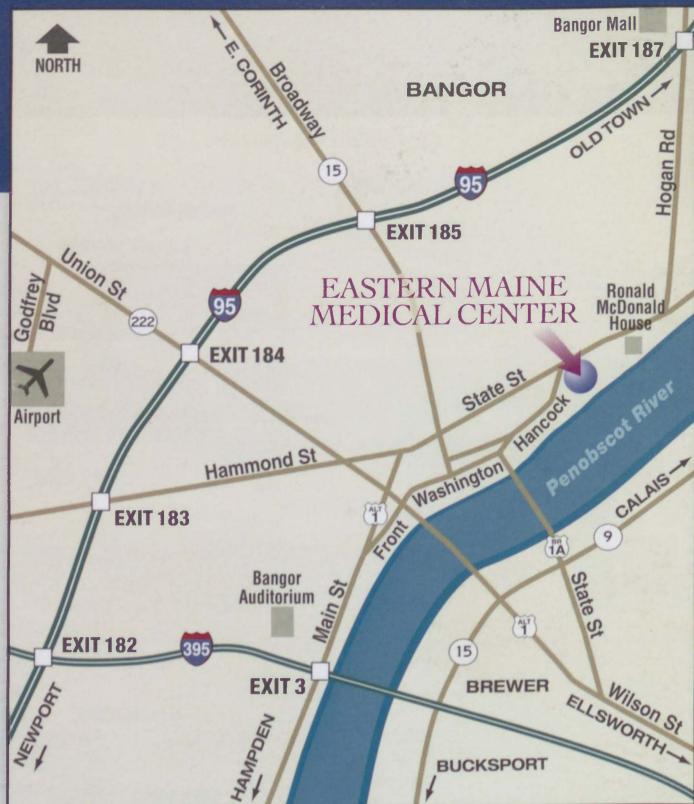 NORTH
E. CORINTH
Broadway
15
BANGOR
Bangor Mall
EXIT 187
OLD TOWN
Hogan Rd
95
EXIT 185
Union St
Godfrey
Blvd
222
95
EXIT 184
EASTERN MAINE
MEDICAL CENTER
Ronald
McDonald
House
Airport
State St
Hancock
Hammond St
Washington
Penobscot River
EXIT 183
ALT
1
Front
CALAIS
9
BR
1A
Bangor
Auditorium
Main St
State St
EXIT 182
395
ALT
1
15
EXIT 3
BREWER
Wilson St
ELLSWORTH
NEWPORT
HAMPDEN
BUCKSPORT